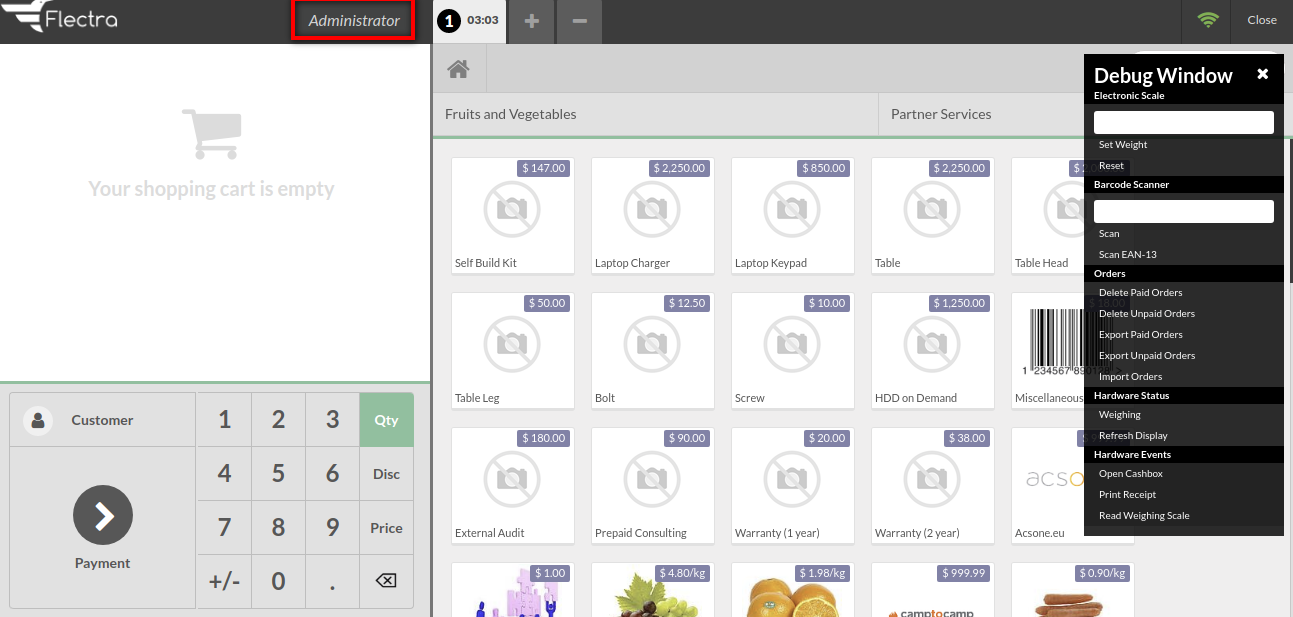 Flectra
Administrator
1 03:03
Close
Your shopping cart is empty
Customer
Payment
1 2 3 Qty
4 5 6 Disc
7 8 9 Price
+/- 0 .
Fruits and Vegetables
Partner Services
$ 147.00
Self Build Kit
$ 2,250.00
Laptop Charger
$ 850.00
Laptop Keypad
$ 2,250.00
Table
Table Head
$ 50.00
Table Leg
$ 12.50
Bolt
$ 10.00
Screw
$ 1,250.00
HDD on Demand
Miscellaneous
$ 180.00
External Audit
$ 90.00
Prepaid Consulting
$ 20.00
Warranty (1 year)
$ 38.00
Warranty (2 year)
Acsone.eu
$ 1.00
$ 4.80/kg
$ 1.98/kg
$ 999.99
camptocamp
$ 0.90/kg
Debug Window
Electronic Scale
Set Weight
Reset
Barcode Scanner
Scan
Scan EAN-13
Orders
Delete Paid Orders
Delete Unpaid Orders
Export Paid Orders
Export Unpaid Orders
Import Orders
Hardware Status
Weighing
Refresh Display
Hardware Events
Open Cashbox
Print Receipt
Read Weighing Scale